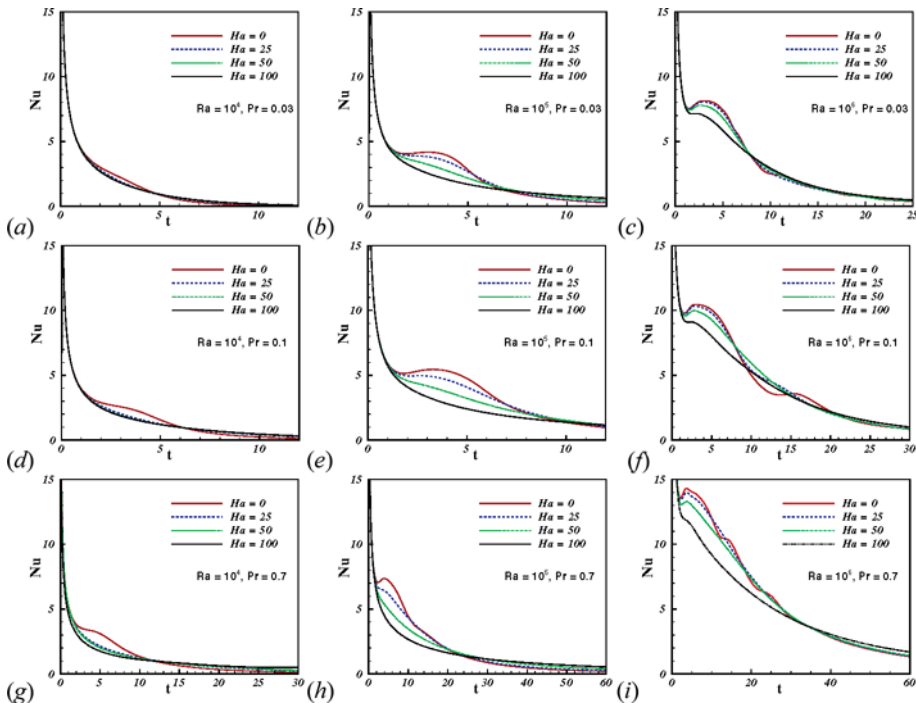 15
10
5
0
Nu
Ha = 0
Ha = 25
Ha = 50
Ha = 100
Ra = 10⁴, Pr = 0.03
0 5 10
t
(a)
15
10
5
0
Nu
Ha = 0
Ha = 25
Ha = 50
Ha = 100
Ra = 10⁵, Pr = 0.03
0 5 10
t
(b)
15
10
5
0
Nu
Ha = 0
Ha = 25
Ha = 50
Ha = 100
Ra = 10⁶, Pr = 0.03
0 5 10 15 20 25
t
(c)
15
10
5
0
Nu
Ha = 0
Ha = 25
Ha = 50
Ha = 100
Ra = 10⁴, Pr = 0.1
0 5 10
t
(d)
15
10
5
0
Nu
Ha = 0
Ha = 25
Ha = 50
Ha = 100
Ra = 10⁵, Pr = 0.1
0 5 10
t
(e)
15
10
5
0
Nu
Ha = 0
Ha = 25
Ha = 50
Ha = 100
Ra = 10⁶, Pr = 0.1
0 5 10 15 20 25 30
t
(f)
15
10
5
0
Nu
Ha = 0
Ha = 25
Ha = 50
Ha = 100
Ra = 10⁴, Pr = 0.7
0 5 10 15 20 25 30
t
(g)
15
10
5
0
Nu
Ha = 0
Ha = 25
Ha = 50
Ha = 100
Ra = 10⁵, Pr = 0.7
0 10 20 30 40 50 60
t
(h)
15
10
5
0
Nu
Ha = 0
Ha = 25
Ha = 50
Ha = 100
Ra = 10⁶, Pr = 0.7
0 20 40 60
t
(i)